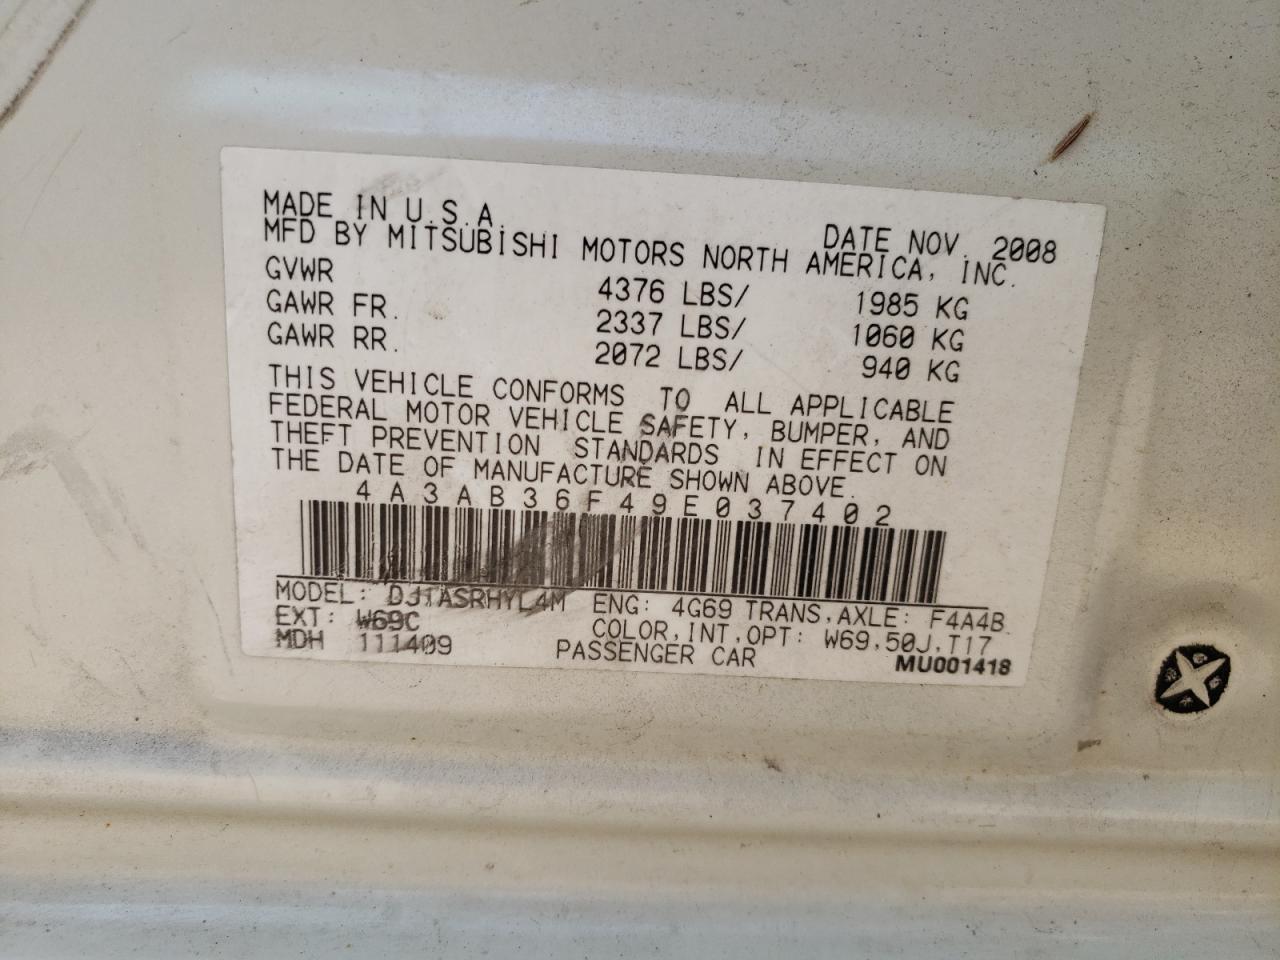 MADE IN U.S.A. DATE NOV. 2008
MFD BY MITSUBISHI MOTORS NORTH AMERICA, INC.
GVWR 4376 LBS/ 1985 KG
GAWR FR. 2337 LBS/ 1060 KG
GAWR RR. 2072 LBS/ 940 KG
THIS VEHICLE CONFORMS TO ALL APPLICABLE
FEDERAL MOTOR VEHICLE SAFETY, BUMPER, AND
THEFT PREVENTION STANDARDS IN EFFECT ON
THE DATE OF MANUFACTURE SHOWN ABOVE.
4A3AB36F49E037402
MODEL: DJ1ASRHYL4M ENG: 4G69 TRANS,AXLE: F4A4B
EXT: W69C COLOR,INT,OPT: W69,50J,T17
MDH 111409 PASSENGER CAR MU001418